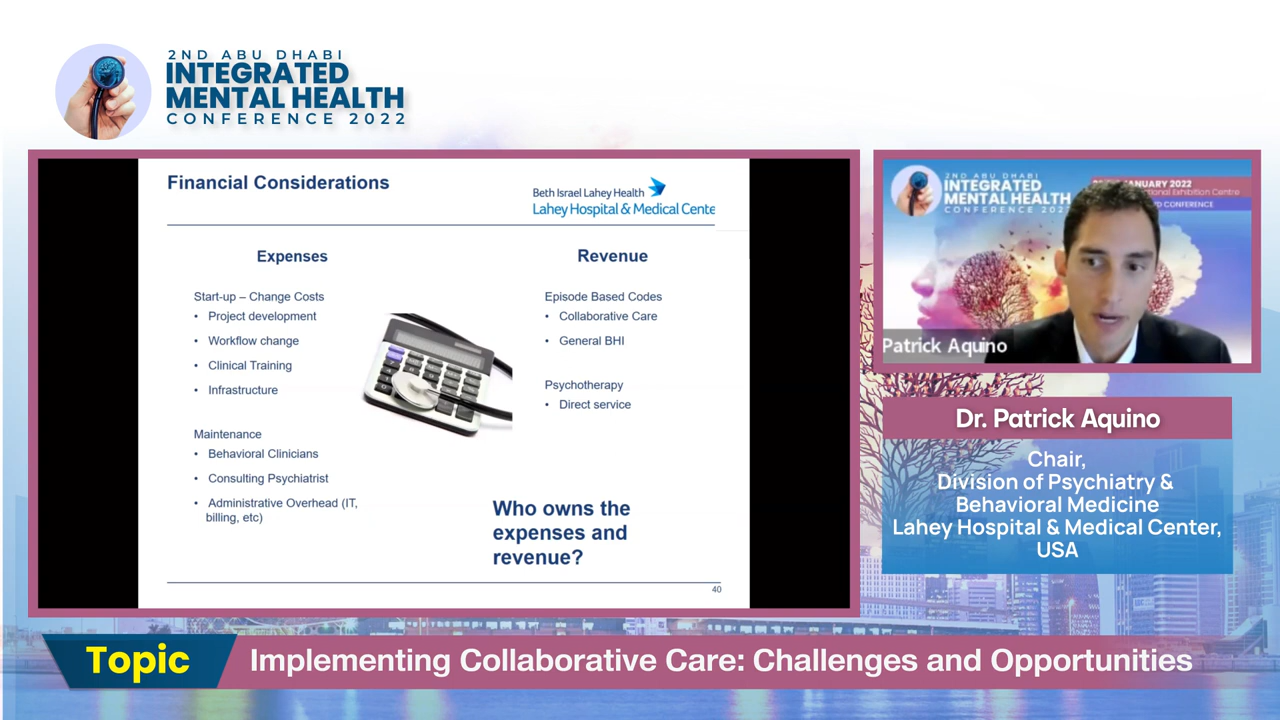 2ND ABU DHABI
INTEGRATED
MENTAL HEALTH
CONFERENCE 2022
Financial Considerations
Beth Israel Lahey Health
Lahey Hospital & Medical Cente
Expenses
Start-up – Change Costs
• Project development
• Workflow change
• Clinical Training
• Infrastructure
Maintenance
• Behavioral Clinicians
• Consulting Psychiatrist
• Administrative Overhead (IT,
billing, etc)
Revenue
Episode Based Codes
• Collaborative Care
• General BHI
Psychotherapy
• Direct service
Who owns the
expenses and
revenue?
40
2ND ABU DHABI
INTEGRATED
MENTAL HEALTH
CONFERENCE 202
JANUARY 2022
Exhibition Centre
CONFERENCE
Patrick Aquino
Dr. Patrick Aquino
Chair,
Division of Psychiatry &
Behavioral Medicine
Lahey Hospital & Medical Center,
USA
Topic
Implementing Collaborative Care: Challenges and Opportunities